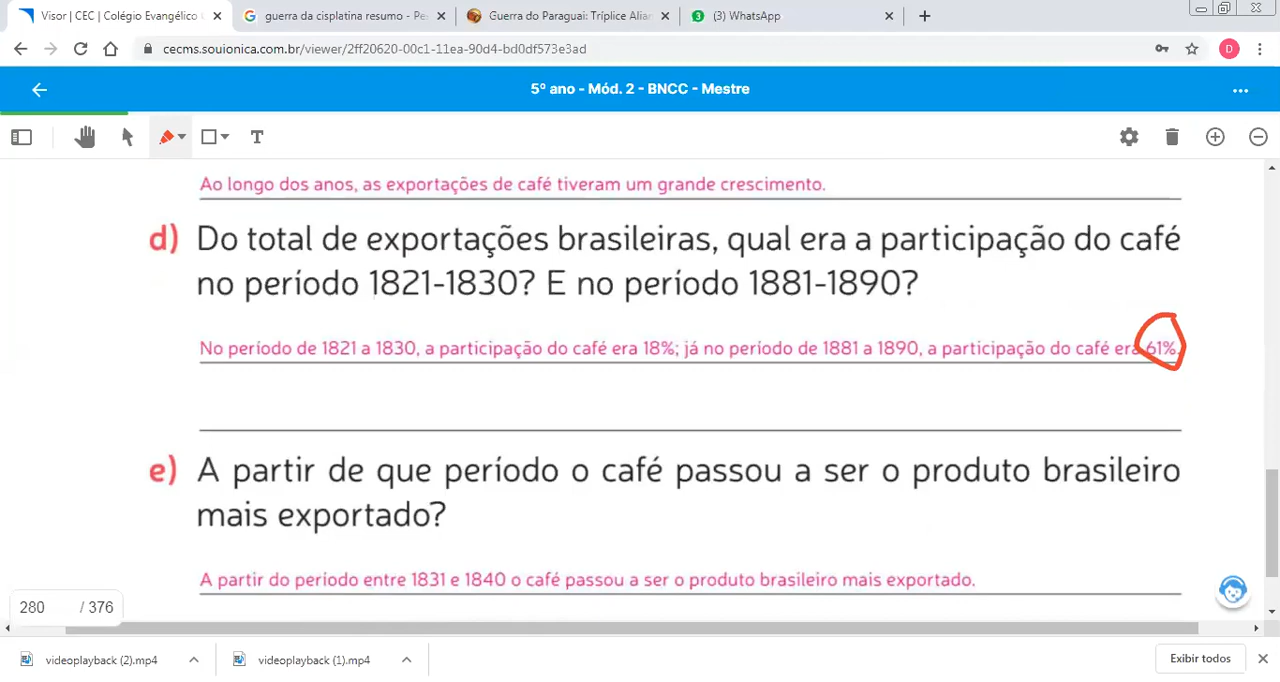 Visor | CEC | Colégio Evangélico
guerra da cisplatina resumo - Pe
Guerra do Paraguai: Tríplice Alian
(3) WhatsApp
cecms.souionica.com.br/viewer/2ff20620-00c1-11ea-90d4-bd0df573e3ad
D
5º ano - Mód. 2 - BNCC - Mestre
T
Ao longo dos anos, as exportações de café tiveram um grande crescimento.
d) Do total de exportações brasileiras, qual era a participação do café
no período 1821-1830? E no período 1881-1890?
No período de 1821 a 1830, a participação do café era 18%; já no período de 1881 a 1890, a participação do café era 61%.
e) A partir de que período o café passou a ser o produto brasileiro
mais exportado?
A partir do período entre 1831 e 1840 o café passou a ser o produto brasileiro mais exportado.
280 / 376
videoplayback (2).mp4
videoplayback (1).mp4
Exibir todos